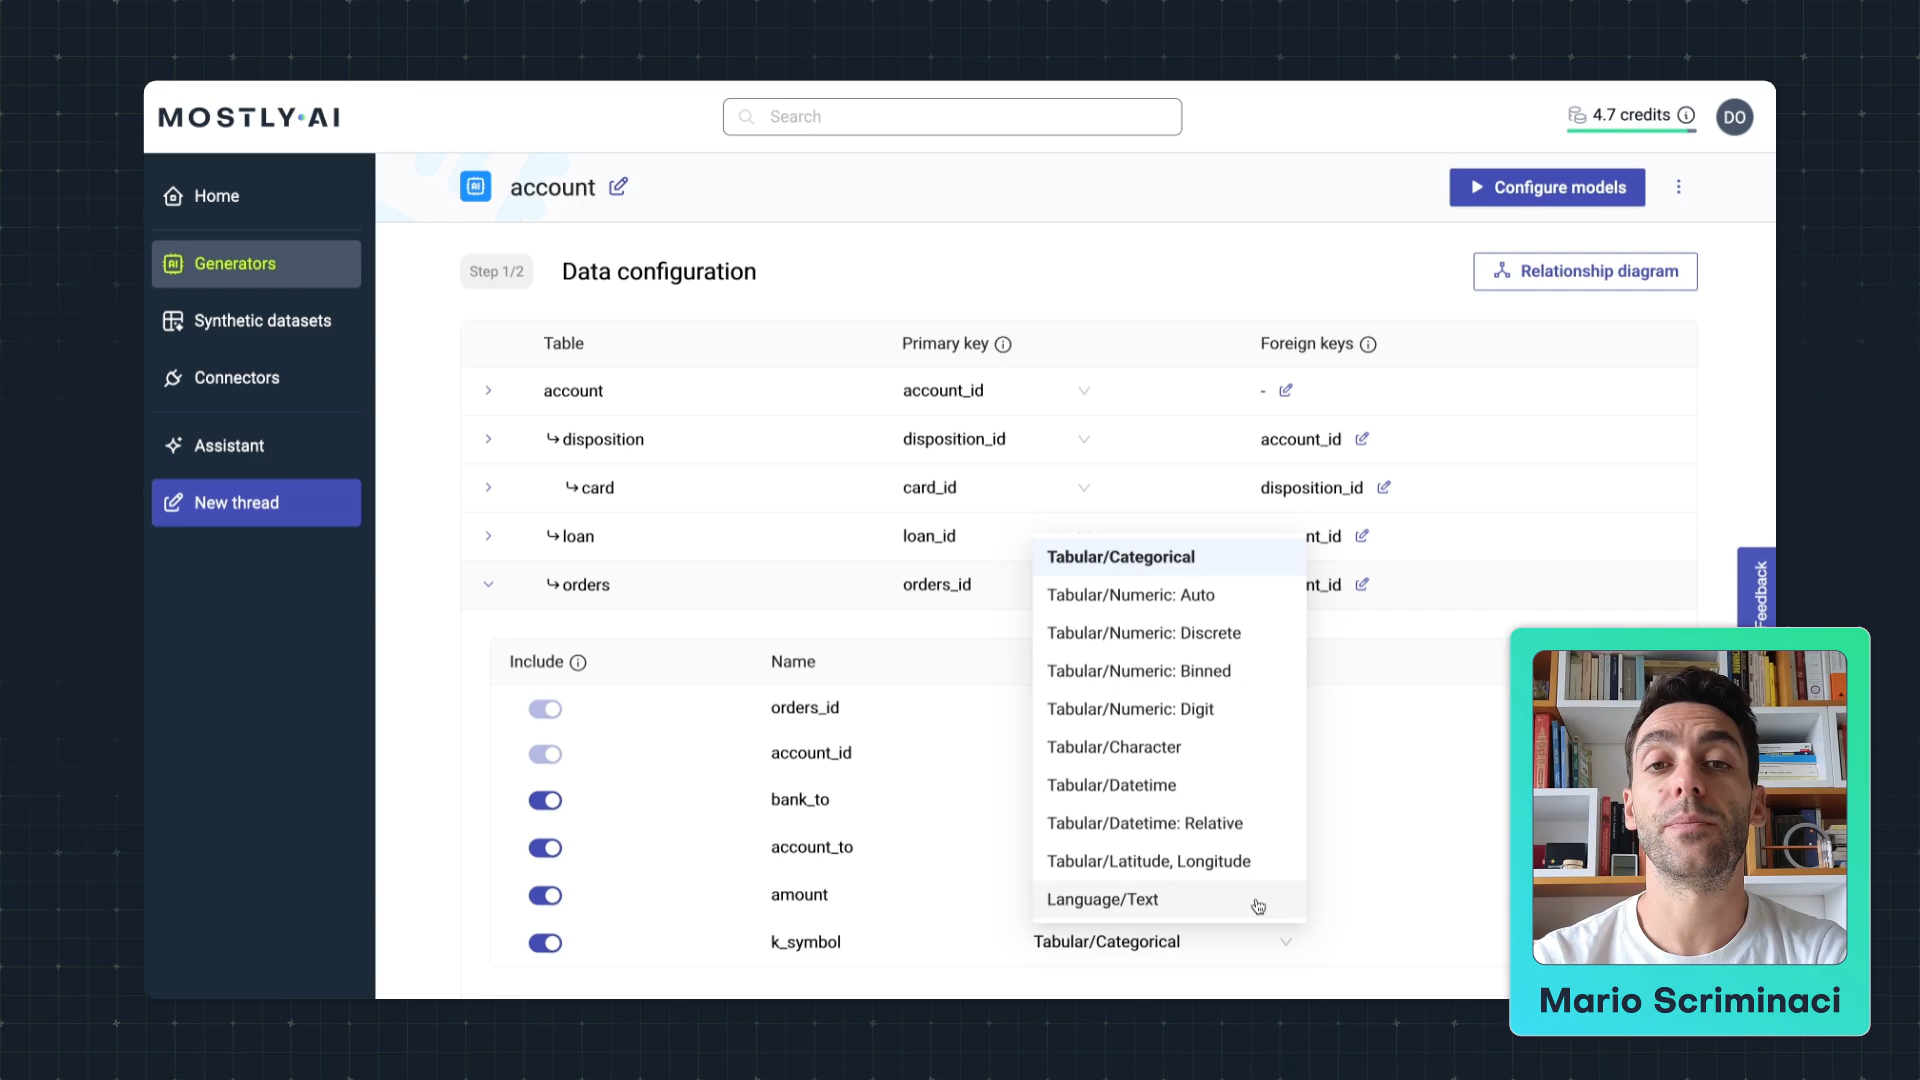 MOSTLY·AI
Search
4.7 credits
DO
Home
Generators
Synthetic datasets
Connectors
Assistant
New thread
AI
account
Configure models
Step 1/2
Data configuration
Relationship diagram
Table
Primary key
Foreign keys
account
account_id
-
disposition
disposition_id
account_id
card
card_id
disposition_id
loan
loan_id
nt_id
orders
orders_id
nt_id
Tabular/Categorical
Tabular/Numeric: Auto
Tabular/Numeric: Discrete
Tabular/Numeric: Binned
Tabular/Numeric: Digit
Tabular/Character
Tabular/Datetime
Tabular/Datetime: Relative
Tabular/Latitude, Longitude
Language/Text
Include
Name
orders_id
account_id
bank_to
account_to
amount
k_symbol
Tabular/Categorical
Feedback
Mario Scriminaci